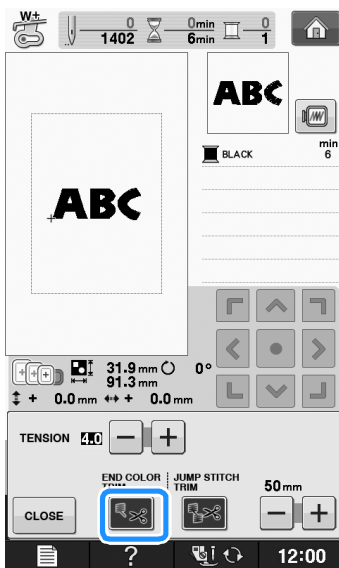 W±
0
1402
0min
6min
0
1
ABC
BLACK
min
6
ABC
31.9 mm
91.3 mm
0°
+ 0.0 mm + 0.0 mm
TENSION 4.0 − +
END COLOR TRIM
JUMP STITCH TRIM
50 mm
CLOSE
− +
?
12:00